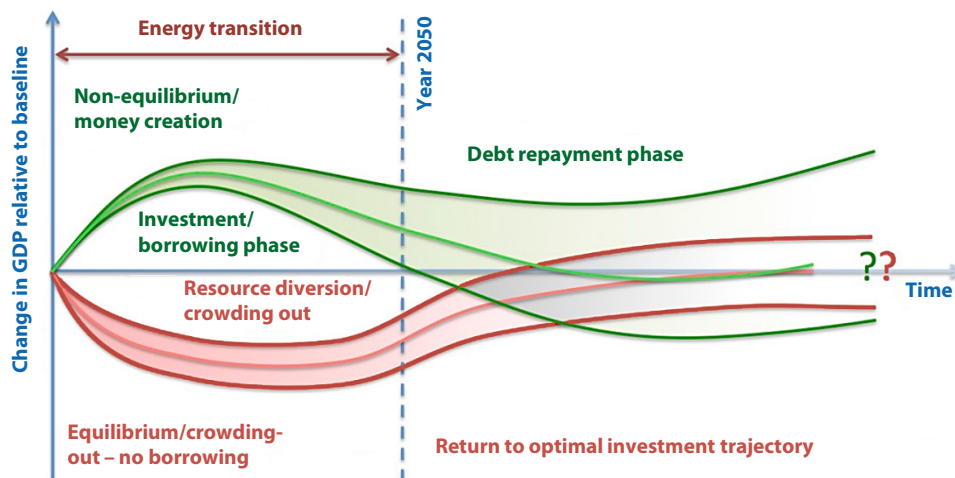 Energy transition
Year 2050
Change in GDP relative to baseline
Non-equilibrium/
money creation
Debt repayment phase
Investment/
borrowing phase
Resource diversion/
crowding out
??
Time
Equilibrium/crowding-
out – no borrowing
Return to optimal investment trajectory